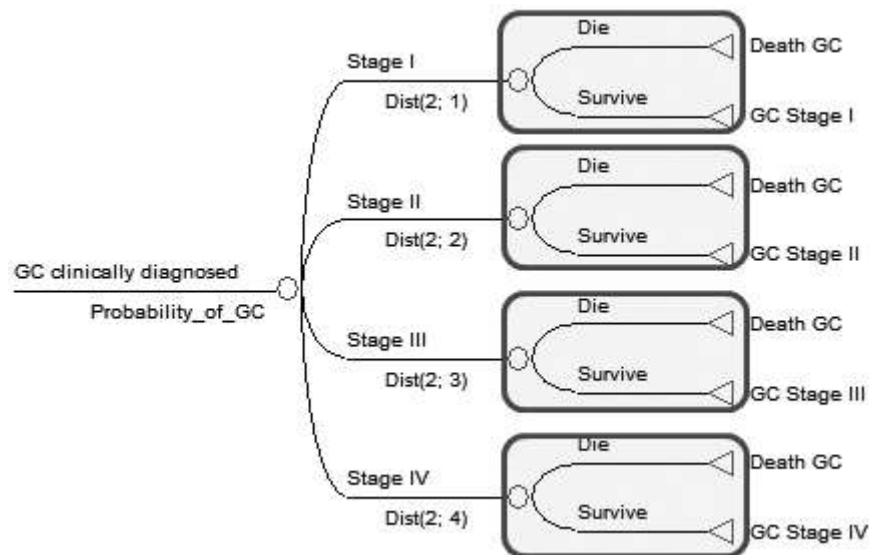 Die
Death GC
Stage I
Dist(2; 1)
Survive
GC Stage I
Die
Death GC
Stage II
Dist(2; 2)
Survive
GC Stage II
GC clinically diagnosed
Probability_of_GC
Die
Death GC
Stage III
Dist(2; 3)
Survive
GC Stage III
Die
Death GC
Stage IV
Dist(2; 4)
Survive
GC Stage IV